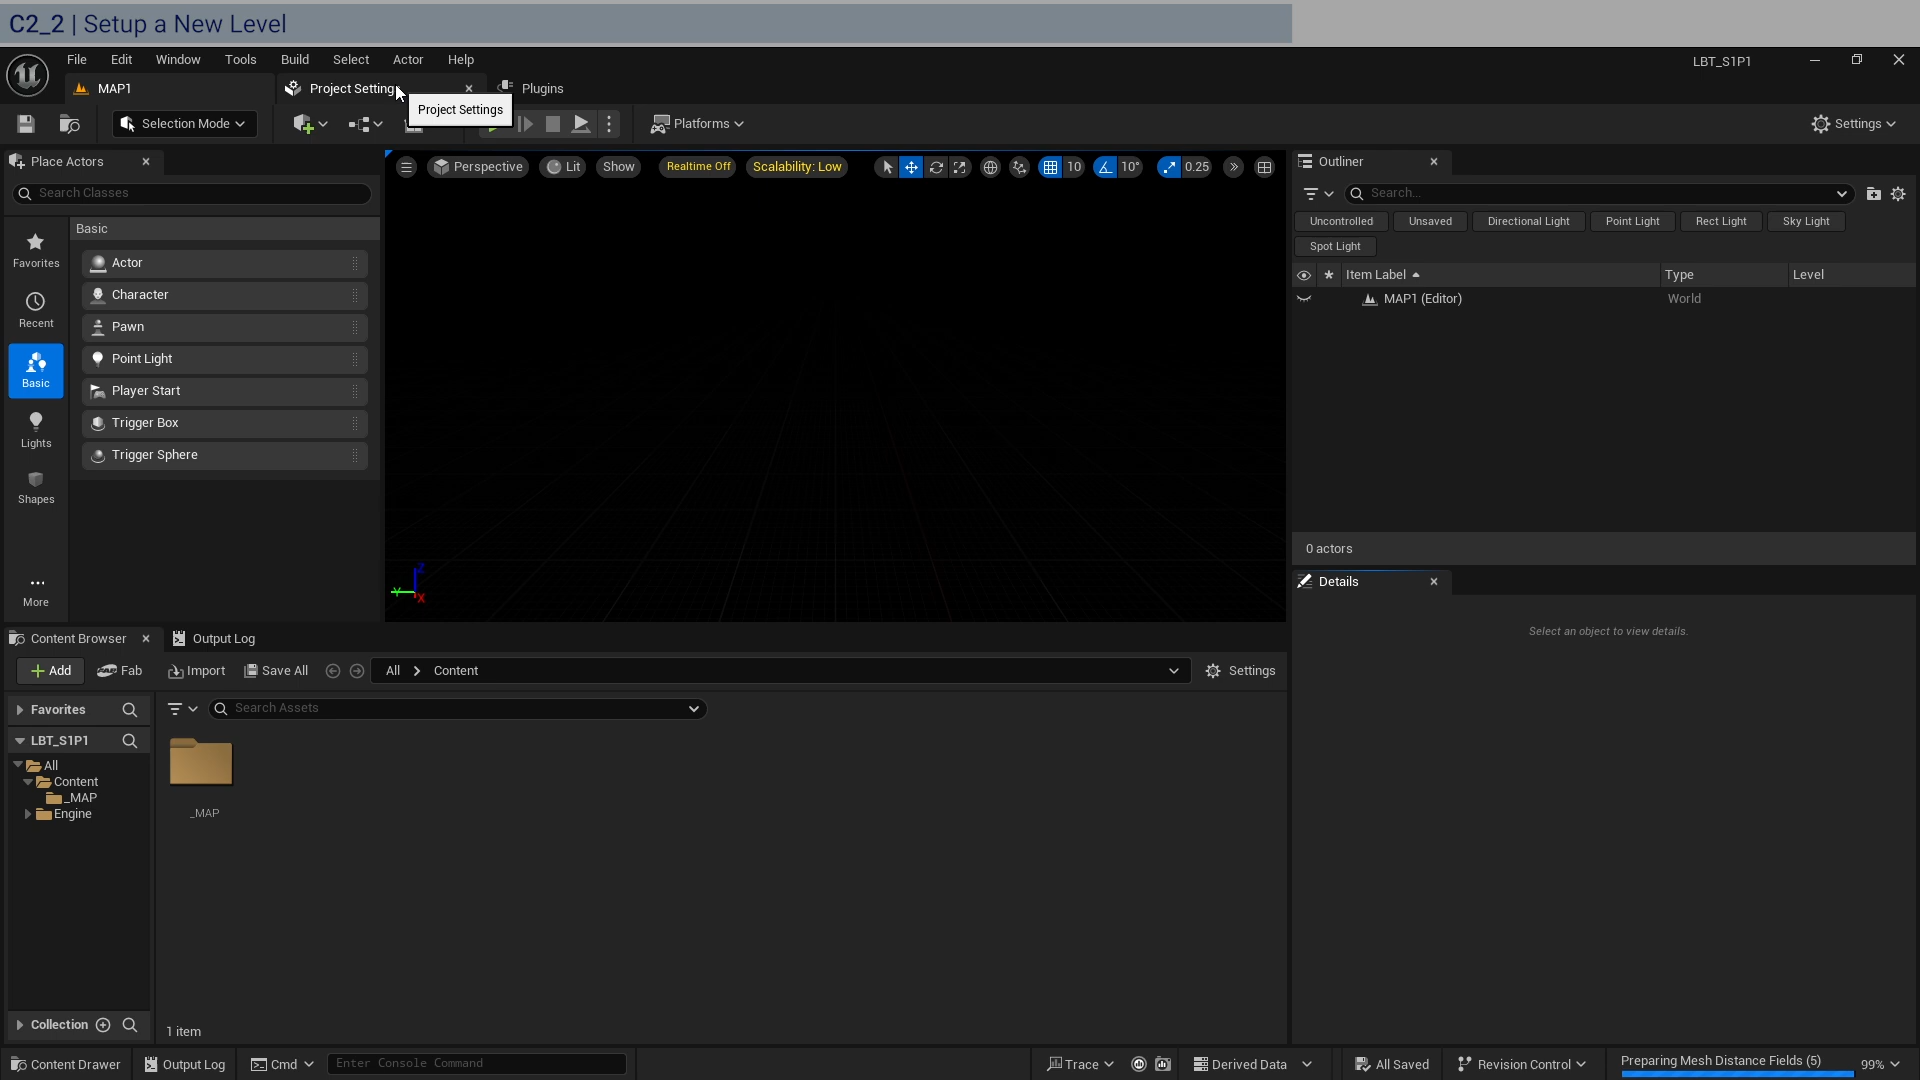 C2_2 | Setup a New Level
File Edit Window Tools Build Select Actor Help
LBT_S1P1
MAP1
Project Settings
Plugins
Project Settings
Selection Mode
Platforms
Settings
Place Actors
Search Classes
Favorites
Recent
Basic
Lights
Shapes
More
Basic
Actor
Character
Pawn
Point Light
Player Start
Trigger Box
Trigger Sphere
Perspective Lit Show Realtime Off Scalability: Low 10 10° 0.25
Z
Y
X
Outliner
Search...
Uncontrolled Unsaved Directional Light Point Light Rect Light Sky Light
Spot Light
Item Label Type Level
MAP1 (Editor) World
0 actors
Details
Select an object to view details.
Content Browser Output Log
Add Fab Import Save All All > Content Settings
Favorites
LBT_S1P1
All
Content
_MAP
Engine
Collection
Search Assets
_MAP
1 item
Content Drawer Output Log Cmd Enter Console Command Trace Derived Data All Saved Revision Control Preparing Mesh Distance Fields (5) 99%